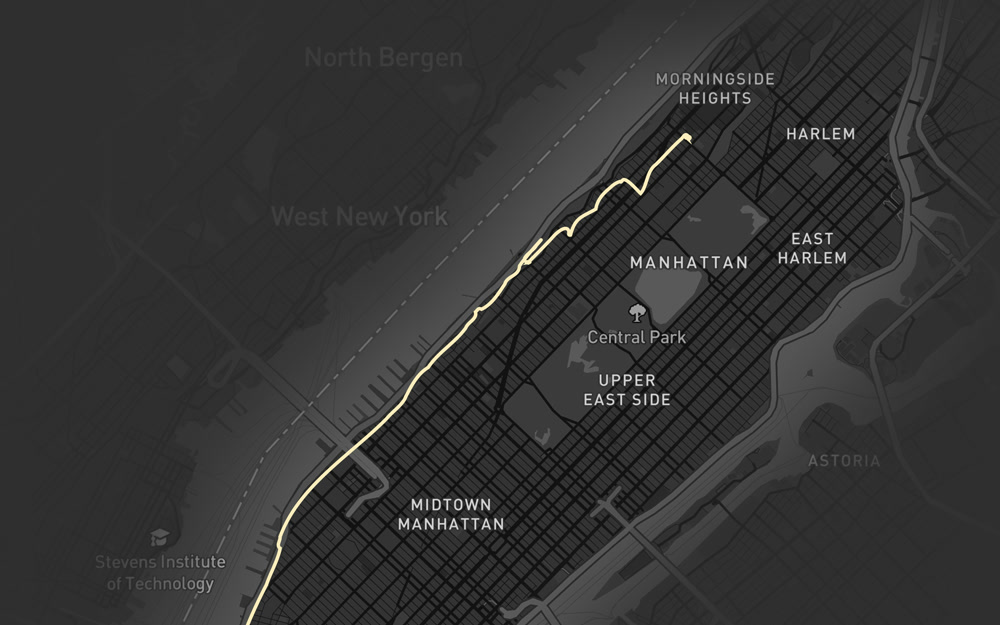 North Bergen
MORNINGSIDE
HEIGHTS
HARLEM
West New York
EAST
HARLEM
MANHATTAN
Central Park
UPPER
EAST SIDE
ASTORIA
MIDTOWN
MANHATTAN
Stevens Institute
of Technology